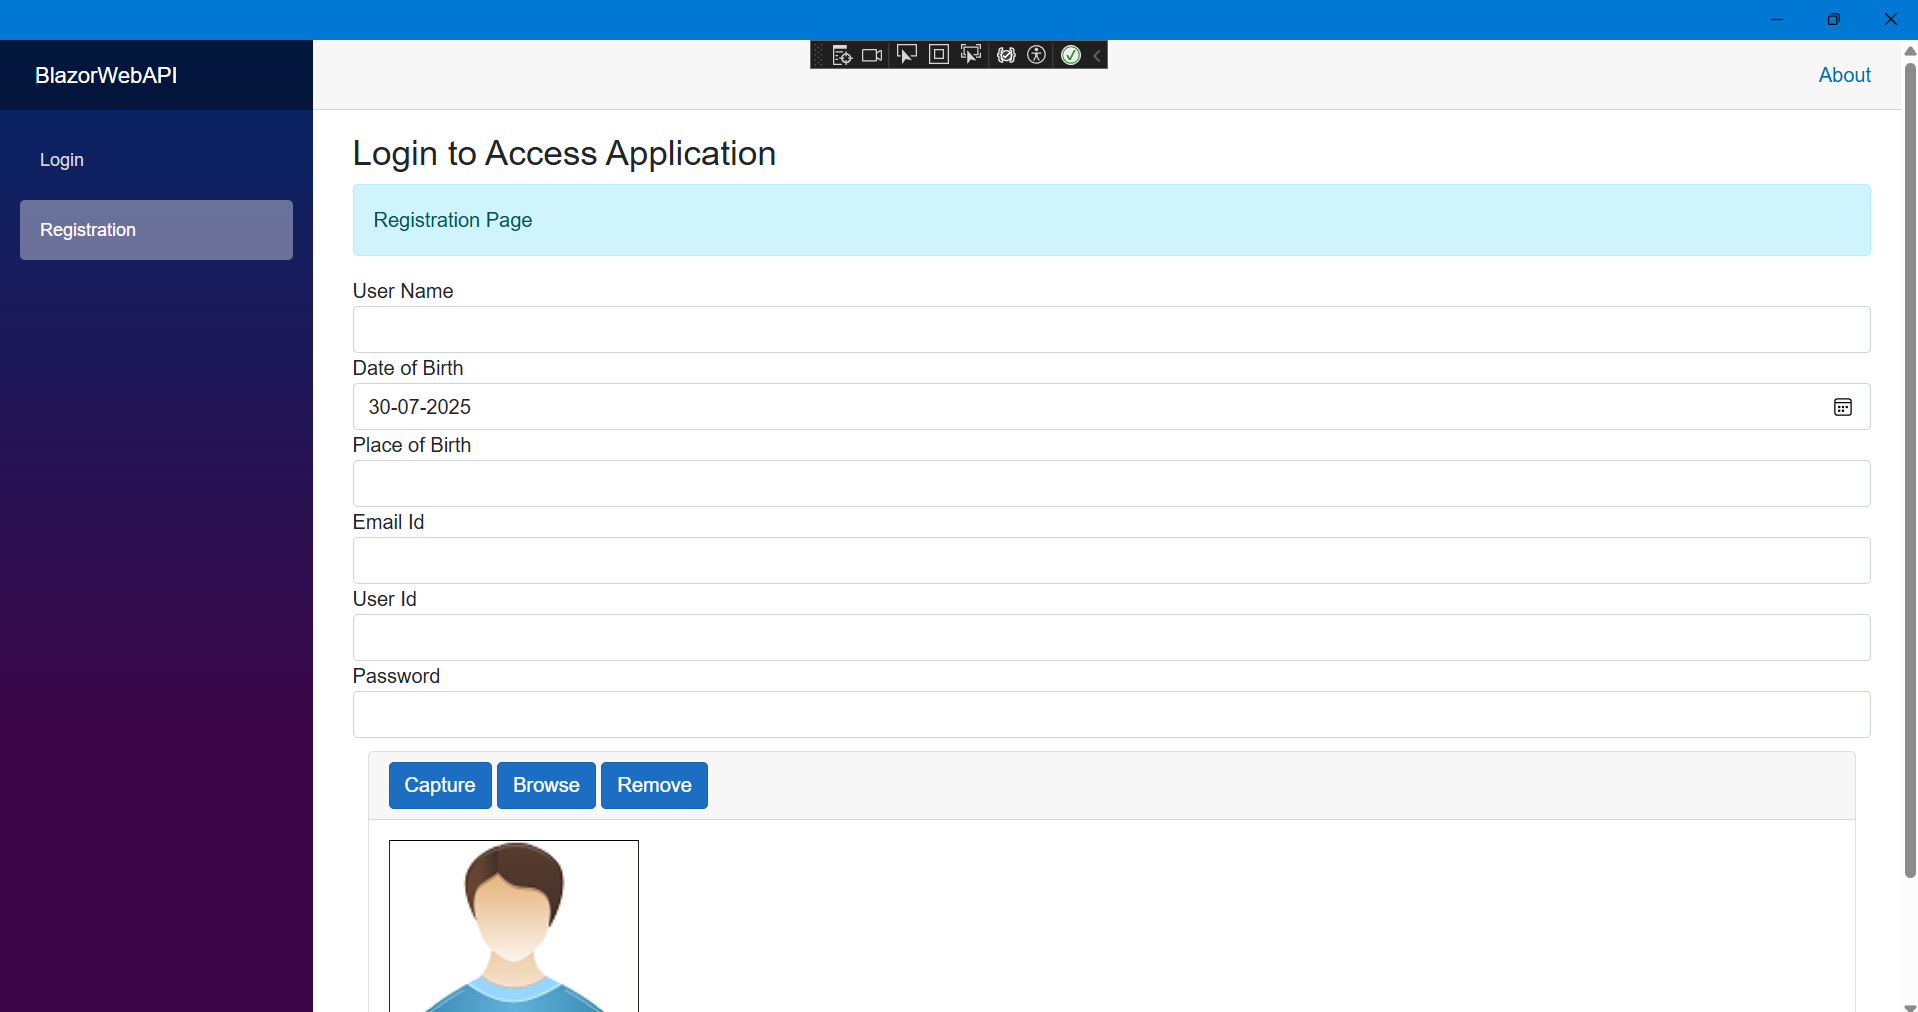 BlazorWebAPI
About
Login
Registration
Login to Access Application
Registration Page
User Name
Date of Birth
30-07-2025
Place of Birth
Email Id
User Id
Password
Capture Browse Remove